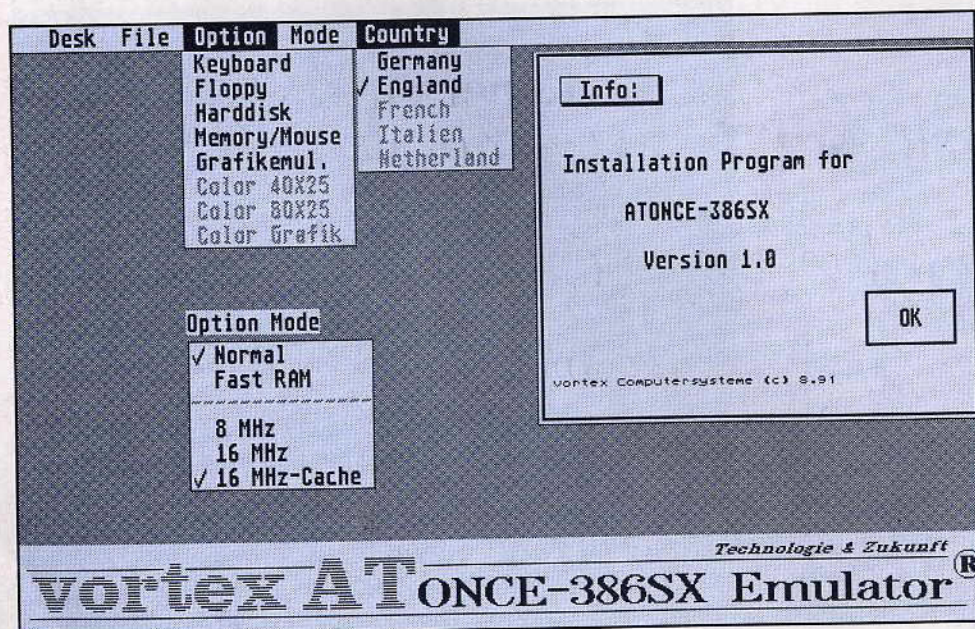 Desk File Option Mode Country
Keyboard
Floppy
Harddisk
Memory/Mouse
Grafikemul.
Color 40X25
Color 80X25
Color Grafik
Germany
✓ England
French
Italien
Netherland
Info:
Installation Program for
ATONCE-386SX
Version 1.0
OK
vortex Computersysteme (c) 9.91
Option Mode
✓ Normal
Fast RAM
8 MHz
16 MHz
✓ 16 MHz-Cache
Technologie & Zukunft
vortex ATONCE-386SX Emulator®